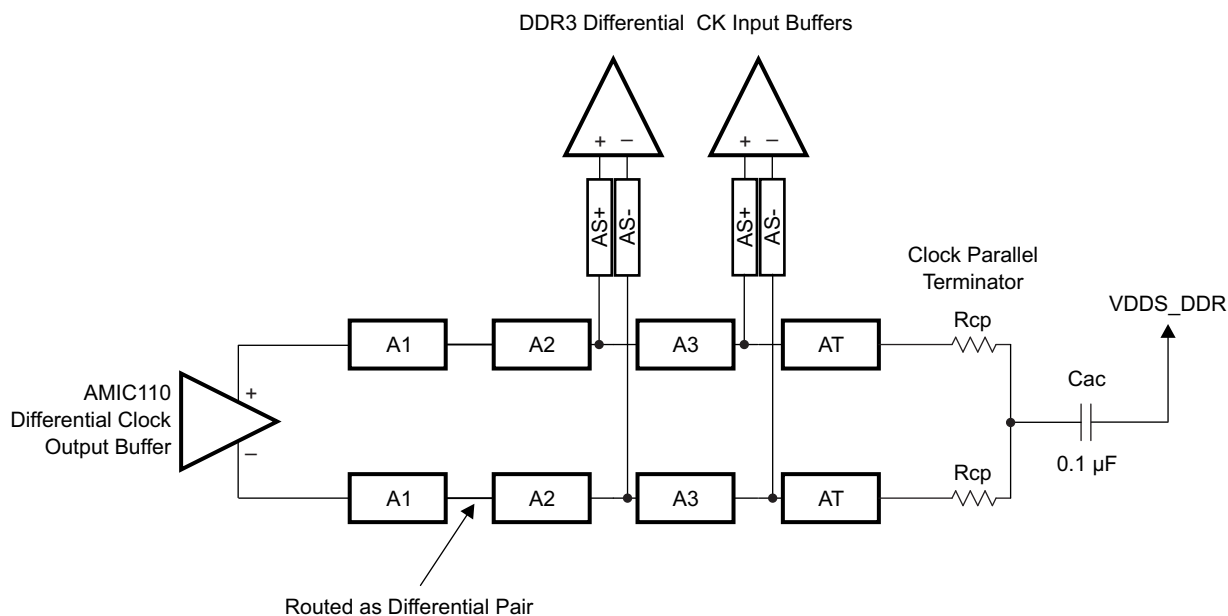 DDR3 Differential CK Input Buffers
+ – + –
AS+ AS- AS+ AS-
Clock Parallel
Terminator
VDDS_DDR
A1 A2 A3 AT Rcp
Cac
0.1 µF
AMIC110
Differential Clock
Output Buffer
+
–
A1 A2 A3 AT Rcp
Routed as Differential Pair